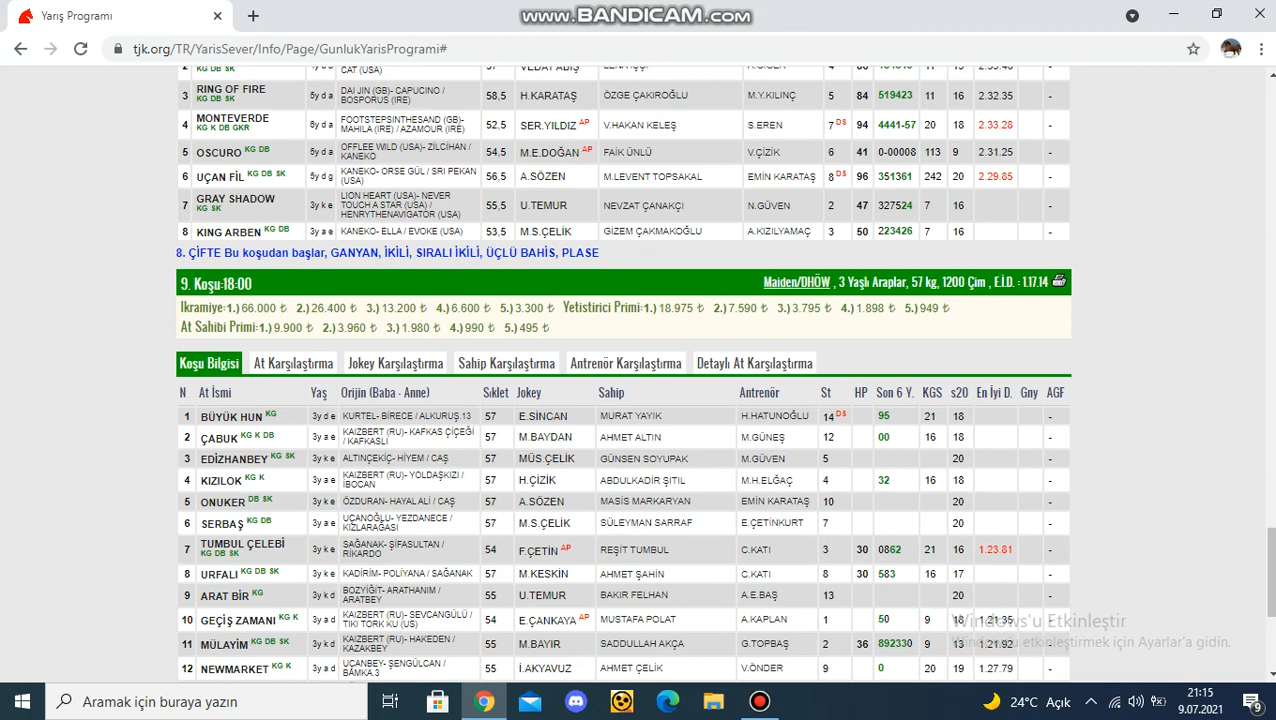 www.BANDICAM.com
Yarış Programı
tjk.org/TR/YarisSever/Info/Page/GunlukYarisProgrami#
KG DB SK CAT (USA)
3 RING OF FIRE KG DB SK 5y d a DAI JIN (GB)- CAPUCINO / BOSPORUS (IRE) 58,5 H.KARATAŞ ÖZGE ÇAKIROĞLU M.Y.KILINÇ 5 84 519423 11 16 2.32.35 -
4 MONTEVERDE KG K DB GKR 6y d a FOOTSTEPSINTHESAND (GB)- MAHILA (IRE) / AZAMOUR (IRE) 52,5 SER.YILDIZ AP V.HAKAN KELEŞ S.EREN 7 DS 94 4441-57 20 18 2.33.28 -
5 OSCURO KG DB 5y d a OFFLEE WILD (USA)- ZİLCİHAN / KANEKO 54,5 M.E.DOĞAN AP FAİK ÜNLÜ V.ÇİZİK 6 41 0-00008 113 9 2.31.25 -
6 UÇAN FİL KG DB SK 5y d g KANEKO- ORSE GÜL / SRI PEKAN (USA) 56,5 A.SÖZEN M.LEVENT TOPSAKAL EMİN KARATAŞ 8 DS 96 351361 242 20 2.29.85 -
7 GRAY SHADOW KG SK 3y k e LION HEART (USA)- NEVER TOUCH A STAR (USA) / HENRYTHENAVIGATOR (USA) 55,5 U.TEMUR NEVZAT ÇANAKÇI N.GÜVEN 2 47 327524 7 16 -
8 KING ARBEN KG DB 3y a e KANEKO- ELLA / EVOKE (USA) 53,5 M.S.ÇELİK GİZEM ÇAKMAKOĞLU A.KIZILYAMAÇ 3 50 223426 7 16 -
8. ÇİFTE Bu koşudan başlar, GANYAN, İKİLİ, SIRALI İKİLİ, ÜÇLÜ BAHİS, PLASE
9. Koşu:18:00 Maiden/DHÖW , 3 Yaşlı Araplar, 57 kg, 1200 Çim , E.İ.D. : 1.17.14
Ikramiye:1.) 66.000 ₺ 2.) 26.400 ₺ 3.) 13.200 ₺ 4.) 6.600 ₺ 5.) 3.300 ₺ Yetistirici Primi:1.) 18.975 ₺ 2.) 7.590 ₺ 3.) 3.795 ₺ 4.) 1.898 ₺ 5.) 949 ₺
At Sahibi Primi:1.) 9.900 ₺ 2.) 3.960 ₺ 3.) 1.980 ₺ 4.) 990 ₺ 5.) 495 ₺
Koşu Bilgisi At Karşılaştırma Jokey Karşılaştırma Sahip Karşılaştırma Antrenör Karşılaştırma Detaylı At Karşılaştırma
N At İsmi Yaş Orijin (Baba - Anne) Sıklet Jokey Sahip Antrenör St HP Son 6 Y. KGS s20 En İyi D. Gny AGF
1 BÜYÜK HUN KG 3y d e KURTEL- BİRECE / ALKURUŞ.13 57 E.SİNCAN MURAT YAYIK H.HATUNOĞLU 14 DS 95 21 18 -
2 ÇABUK KG K DB 3y a e KAIZBERT (RU)- KAFKAS ÇİÇEĞİ / KAFKASLI 57 M.BAYDAN AHMET ALTIN M.GÜNEŞ 12 00 16 18 -
3 EDİZHANBEY KG SK 3y k e ALTINÇEKİÇ- HİYEM / CAŞ 57 MÜS.ÇELİK GÜNSEN SOYUPAK M.GÜVEN 5 20 -
4 KIZILOK KG K 3y a e KAIZBERT (RU)- YOLDAŞKIZI / İBOCAN 57 H.ÇİZİK ABDULKADİR ŞITIL M.H.ELĞAÇ 4 32 16 18 -
5 ONUKER DB SK 3y k e ÖZDURAN- HAYAL ALİ / CAŞ 57 A.SÖZEN MASİS MARKARYAN EMİN KARATAŞ 10 20 -
6 SERBAŞ KG DB 3y a e UÇANOĞLU- YEZDANECE / KIZLARAĞASI 57 M.S.ÇELİK SÜLEYMAN SARRAF E.ÇETİNKURT 7 20 -
7 TUMBUL ÇELEBİ KG DB SK 3y k e SAĞANAK- ŞİFASULTAN / RİKARDO 54 F.ÇETİN AP REŞİT TUMBUL C.KATI 3 30 0862 21 16 1.23.81 -
8 URFALI KG DB SK 3y k e KADİRİM- POLİYANA / SAĞANAK 57 M.KESKİN AHMET ŞAHİN C.KATI 8 30 583 16 17 -
9 ARAT BİR KG 3y k e BOZYİĞİT- ARATHANIM / ARATBEY 55 U.TEMUR BAKIR FELHAN A.E.BAŞ 13 20 -
10 GEÇİŞ ZAMANI KG K 3y a d KAIZBERT (RU)- SEVCANGÜLÜ / TIKI TORK KU (US) 54 E.ÇANKAYA AP MUSTAFA POLAT A.KAPLAN 1 50 9 18 1.21.35 -
11 MÜLAYİM KG DB SK 3y k e KAIZBERT (RU)- HAKEDEN / KAZAKBEY 55 M.BAYIR SADDULLAH AKÇA G.TOPBAŞ 2 36 892330 9 13 1.21.92 -
12 NEWMARKET KG K 3y a d UCANBEY- ŞENGÜLCAN / BAMKA.3 55 İ.AKYAVUZ AHMET ÇELİK V.ÖNDER 9 0 20 19 1.27.79 -
Windows'u Etkinleştir
Windows'u etkinleştirmek için Ayarlar'a gidin.
Aramak için buraya yazın
24°C Açık
21:15
9.07.2021
9